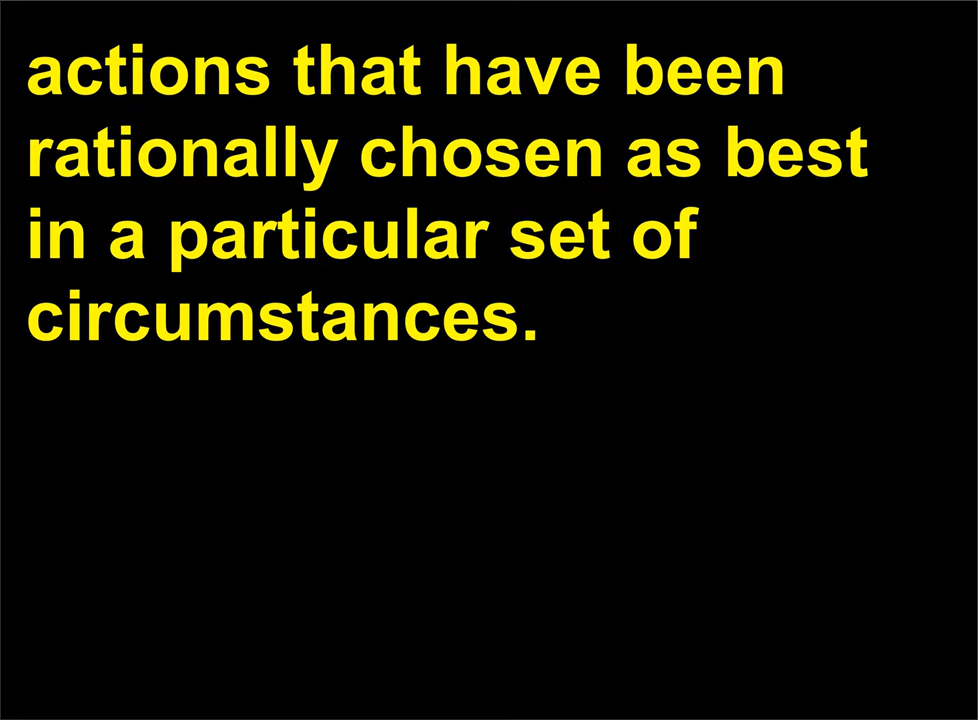 actions that have been
rationally chosen as best
in a particular set of
circumstances.